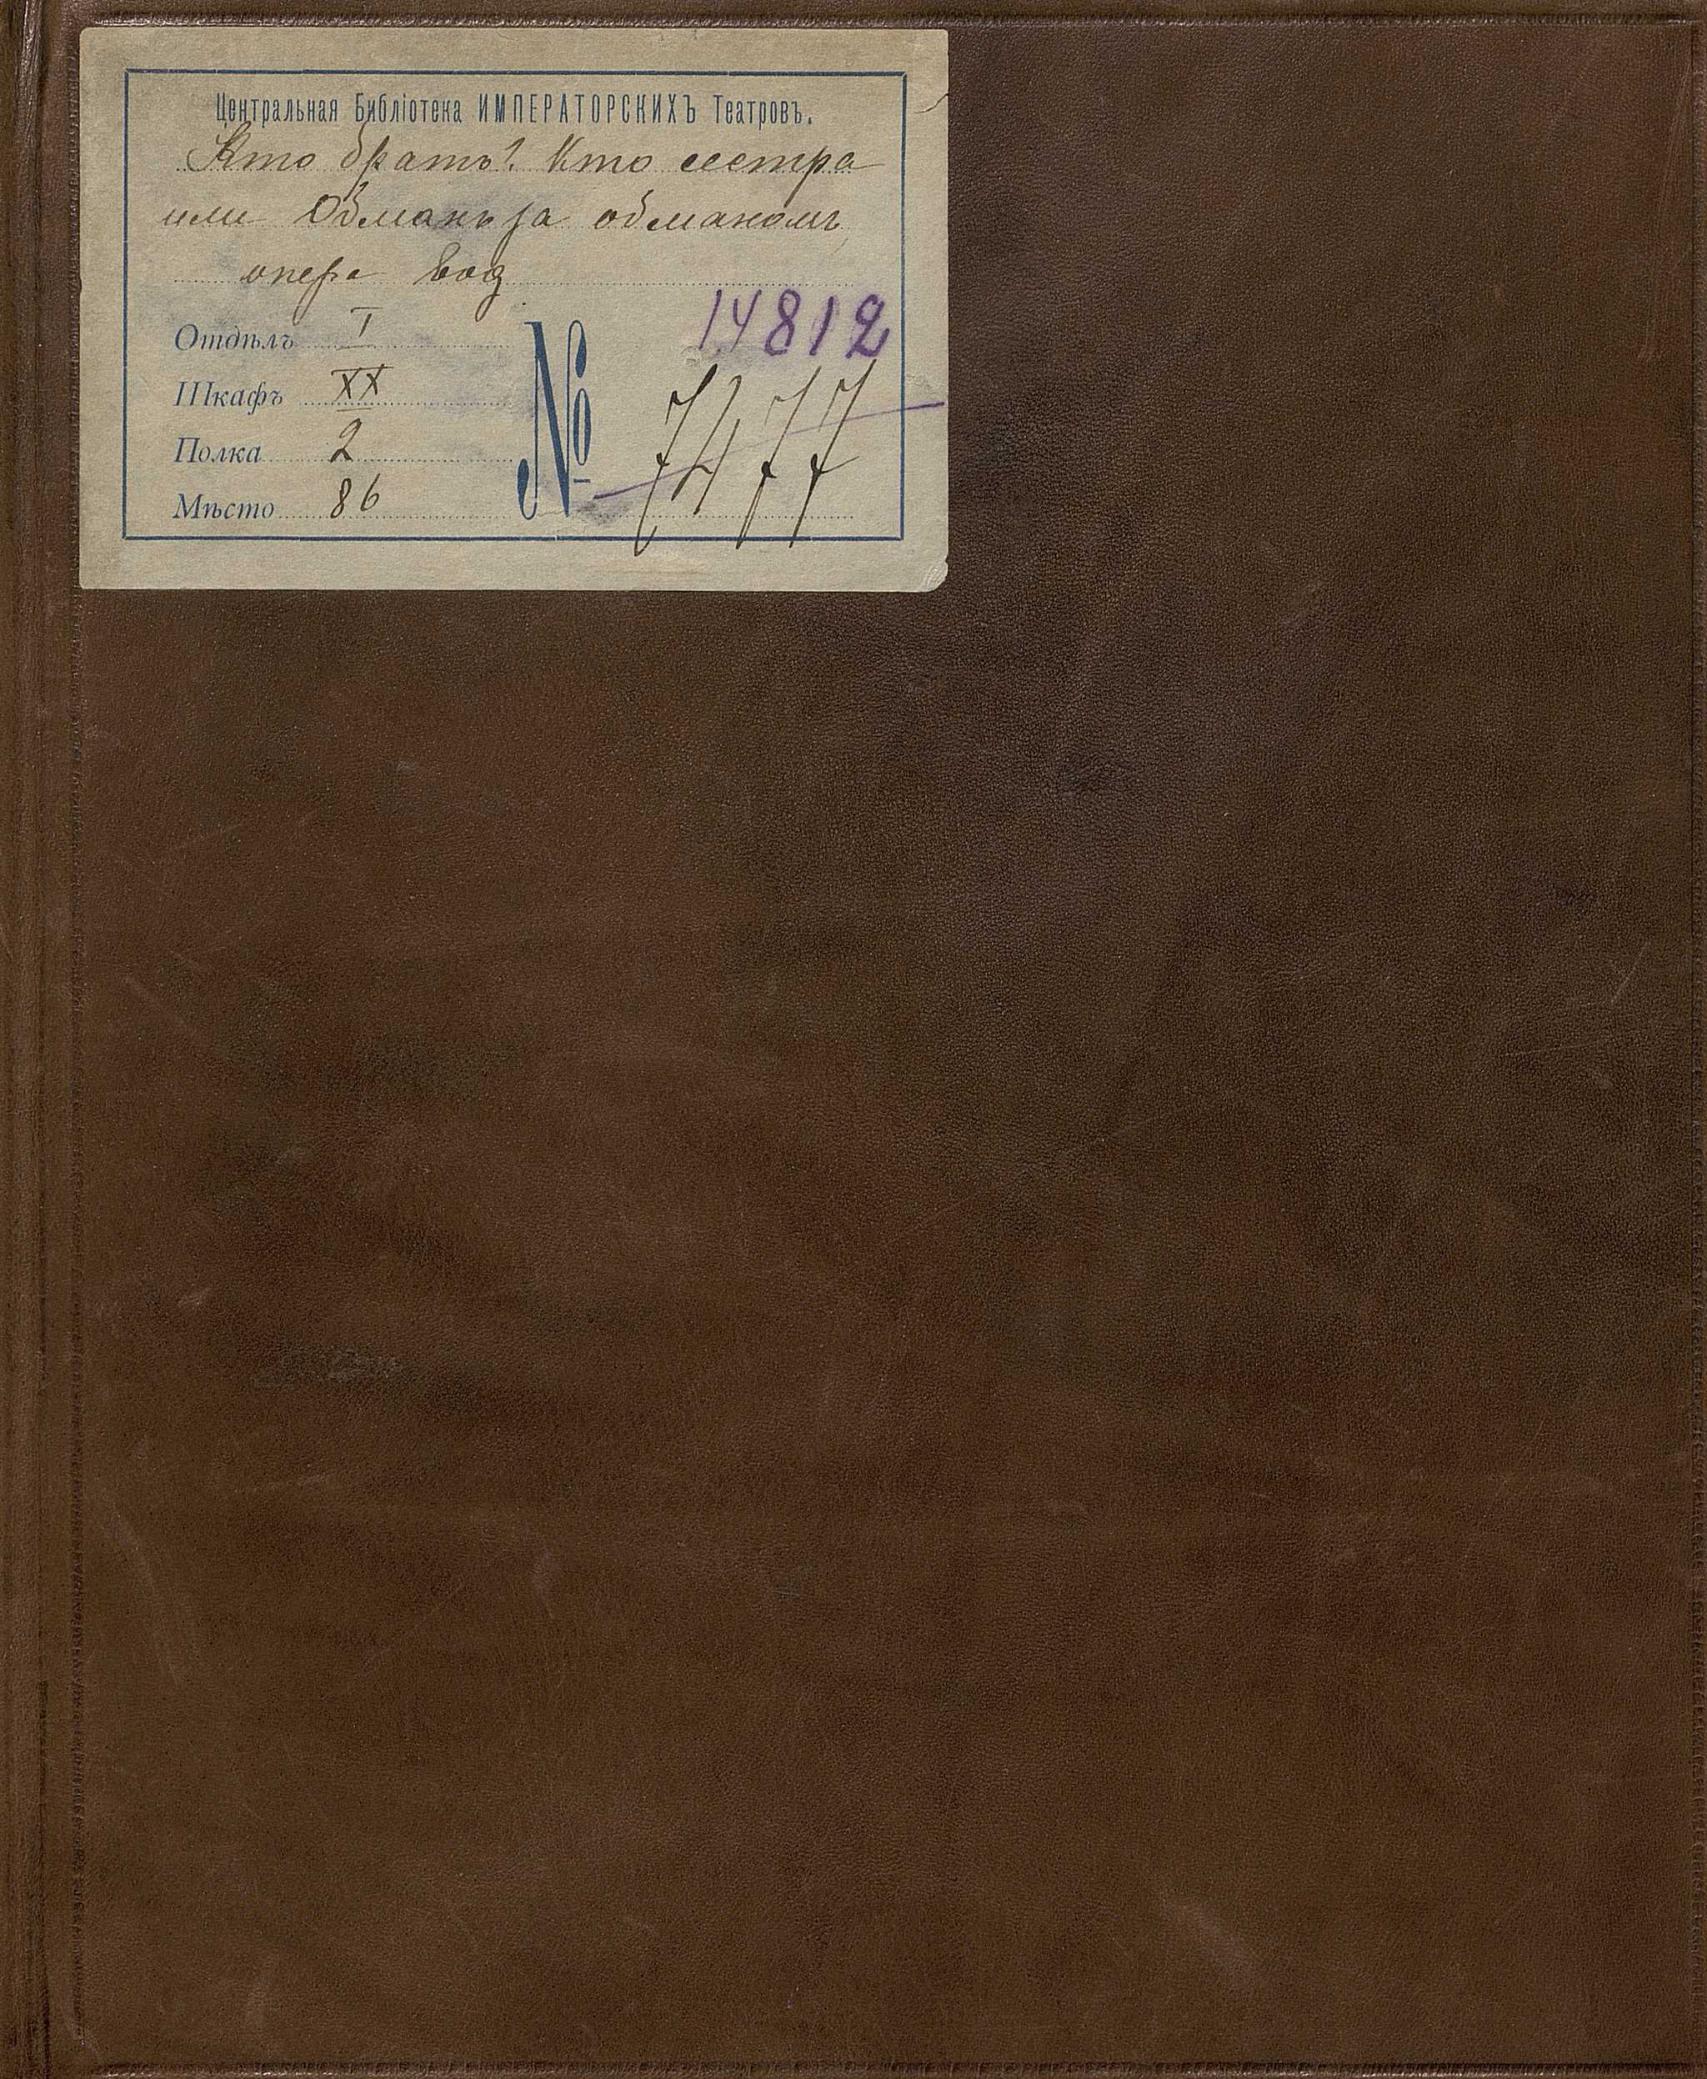 Центральная Библіотека ИМПЕРАТОРСКИХЪ Театровъ.
Кто братъ? Кто сестра
или Обманъ за обманомъ
опера вод
14812
Отдѣлъ I
Шкафъ XX
Полка 2
Мѣсто 86
№ 7477